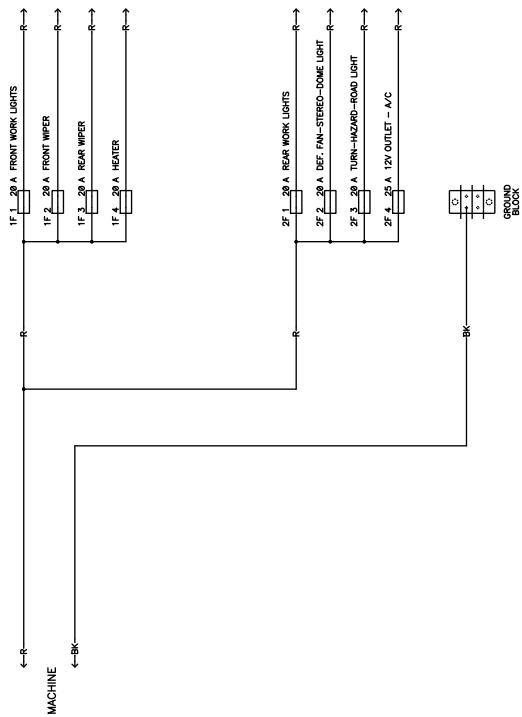 R
R
R
R
R
R
R
R
1F 1 20 A FRONT WORK LIGHTS
1F 2 20 A FRONT WIPER
1F 3 20 A REAR WIPER
1F 4 20 A HEATER
2F 1 20 A REAR WORK LIGHTS
2F 2 20 A DEF. FAN-STEREO-DOME LIGHT
2F 3 20 A TURN-HAZARD-ROAD LIGHT
2F 4 25 A 12V OUTLET - A/C
GROUND
BLOCK
R
R
BK
R
BK
MACHINE